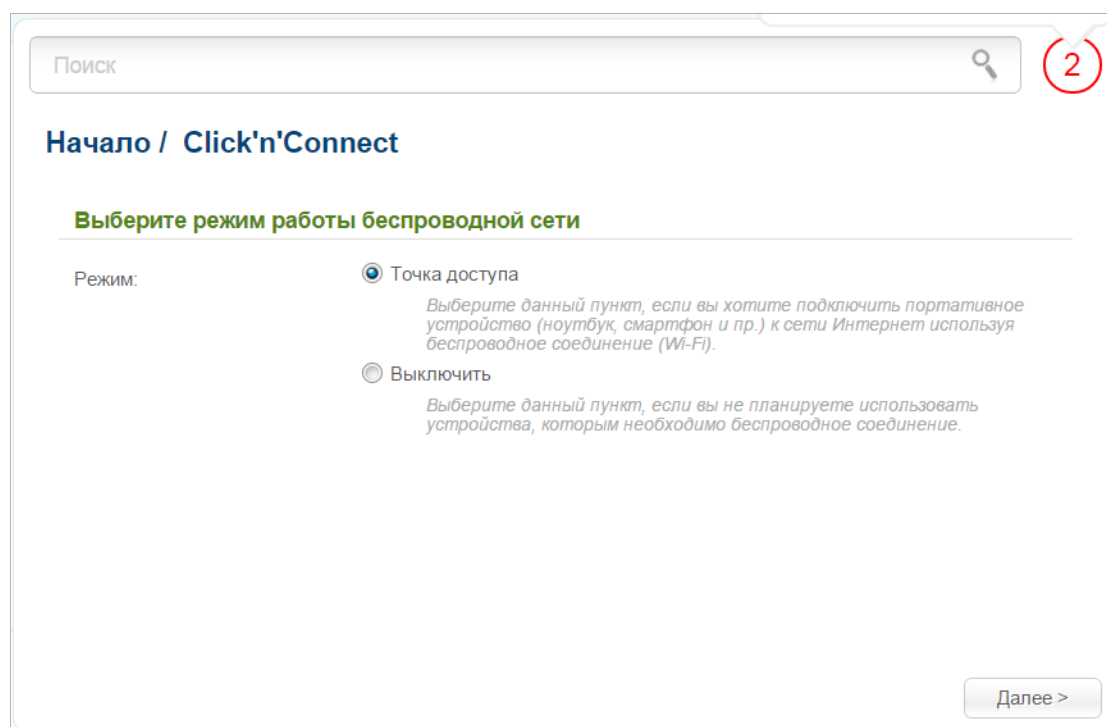 Поиск
2
Начало / Click'n'Connect
Выберите режим работы беспроводной сети
Режим:
Точка доступа
Выберите данный пункт, если вы хотите подключить портативное
устройство (ноутбук, смартфон и пр.) к сети Интернет используя
беспроводное соединение (Wi-Fi).
Выключить
Выберите данный пункт, если вы не планируете использовать
устройства, которым необходимо беспроводное соединение.
Далее >